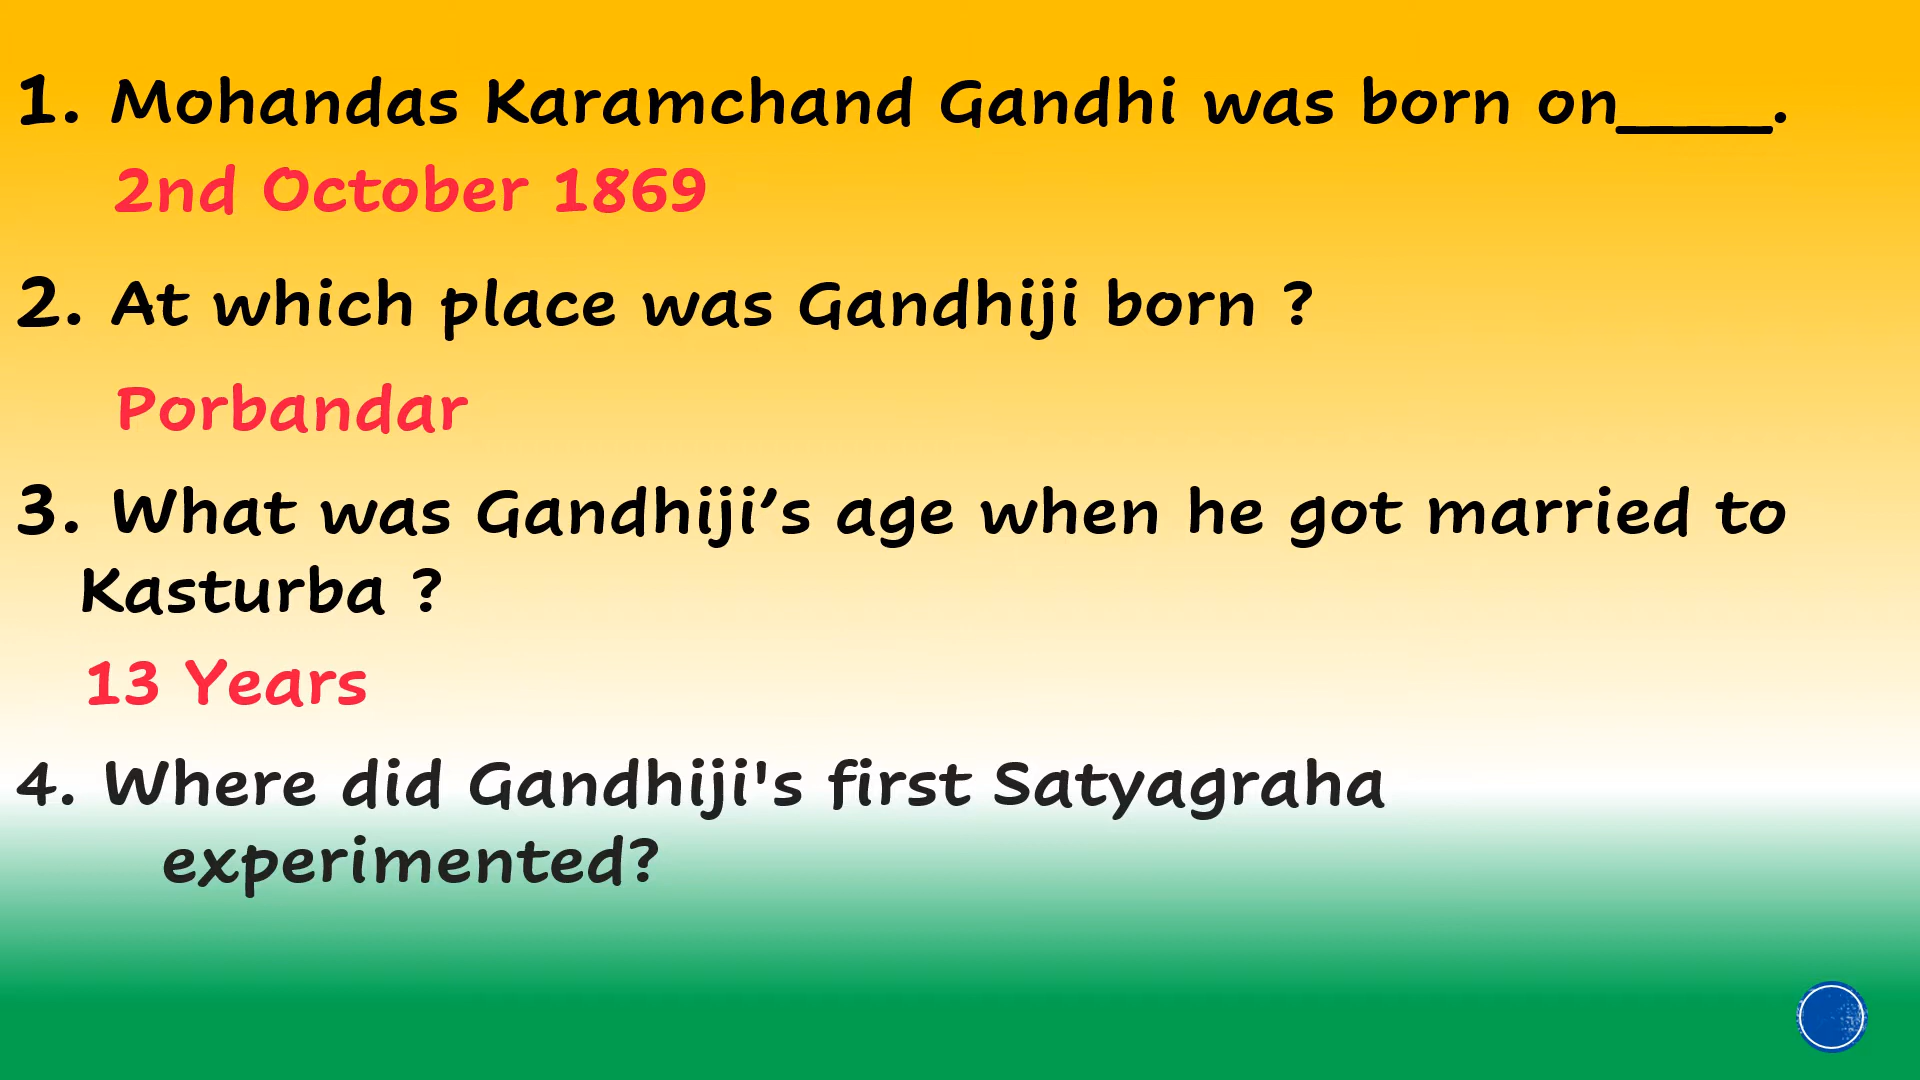 1. Mohandas Karamchand Gandhi was born on____.
2nd October 1869
2. At which place was Gandhiji born ?
Porbandar
3. What was Gandhiji’s age when he got married to
Kasturba ?
13 Years
4. Where did Gandhiji's first Satyagraha
experimented?